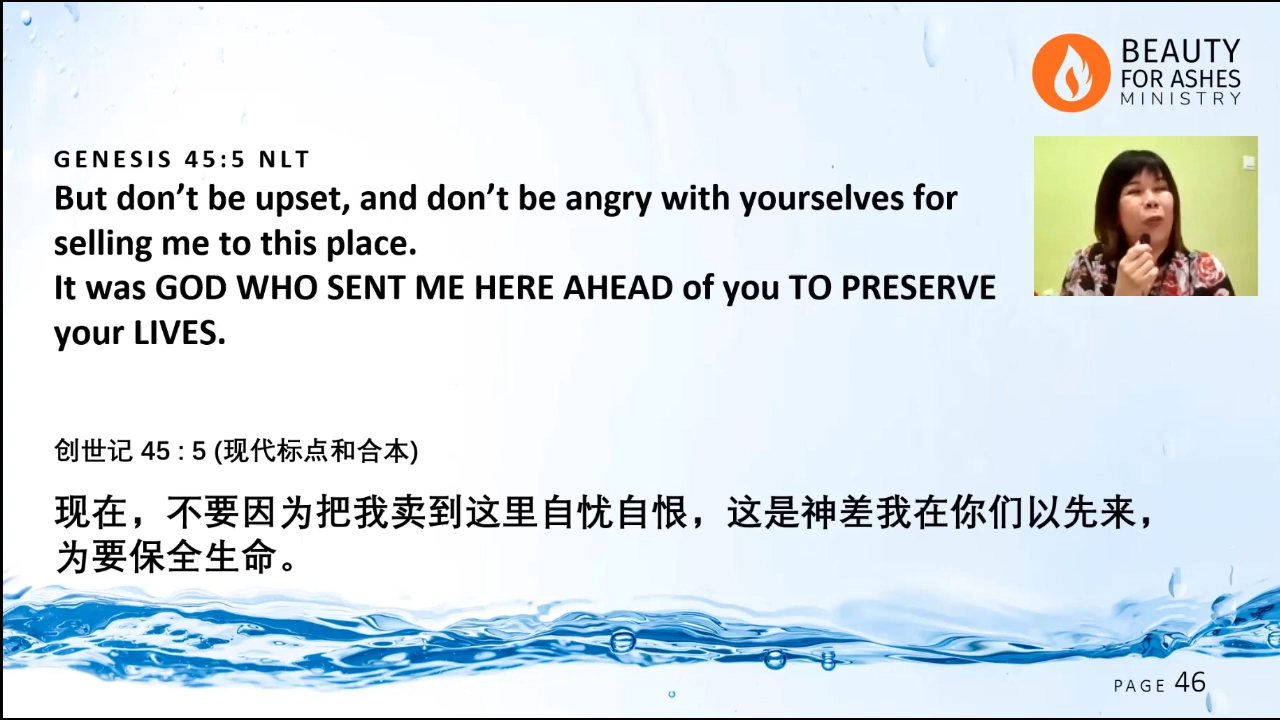 BEAUTY
FOR ASHES
MINISTRY
GENESIS 45:5 NLT
But don’t be upset, and don’t be angry with yourselves for
selling me to this place.
It was GOD WHO SENT ME HERE AHEAD of you TO PRESERVE
your LIVES.
创世记 45 : 5 (现代标点和合本)
现在，不要因为把我卖到这里自忧自恨，这是神差我在你们以先来，
为要保全生命。
PAGE 46